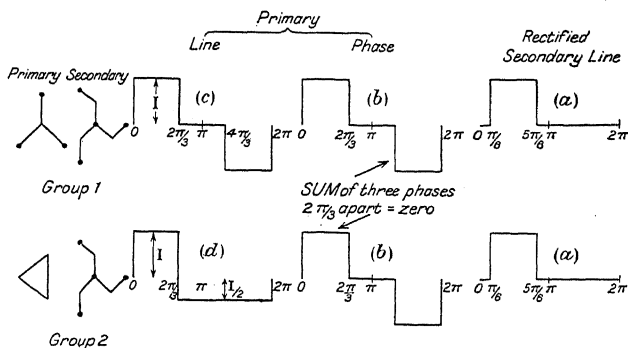 Primary
Line Phase Rectified
Secondary Line
Primary Secondary
I (c) (b) (a)
0 2π/3 π 4π/3 2π 0 2π/3 π 2π 0 π/6 5π/6 π 2π
Group 1
SUM of three phases
2π/3 apart = zero
I (d) (b) (a)
0 2π/3 π I/2 2π 0 2π/3 π 2π 0 π/6 5π/6 π 2π
Group 2